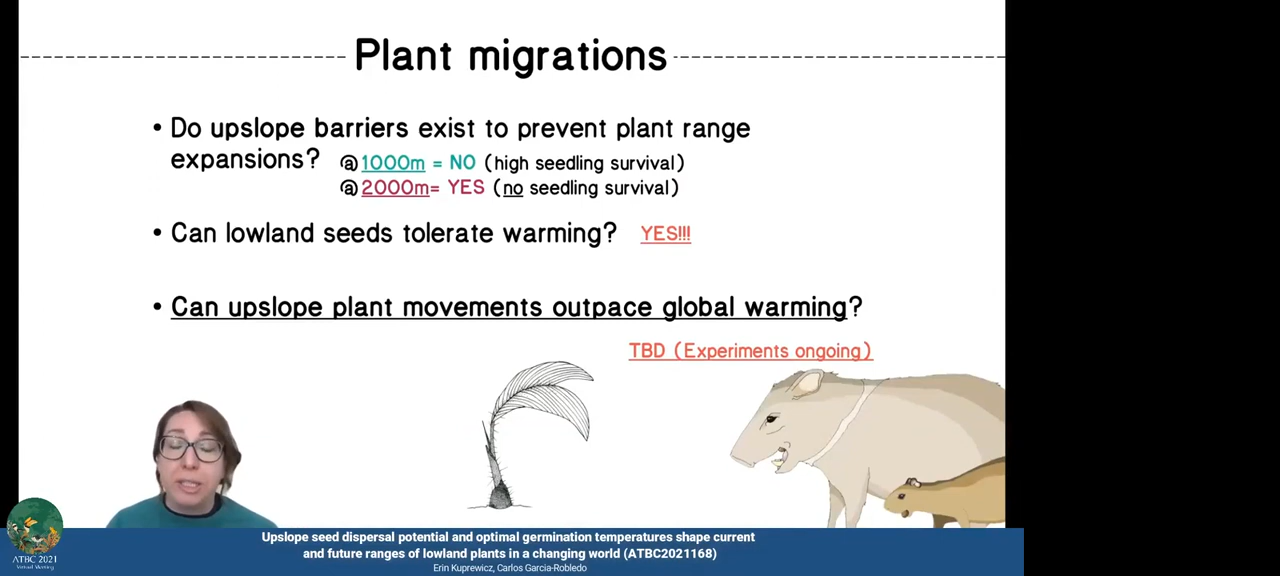 Plant migrations
• Do upslope barriers exist to prevent plant range
expansions? @1000m = NO (high seedling survival)
@2000m= YES (no seedling survival)
• Can lowland seeds tolerate warming? YES!!!
• Can upslope plant movements outpace global warming?
TBD (Experiments ongoing)
ATBC 2021
Virtual Meeting
Upslope seed dispersal potential and optimal germination temperatures shape current
and future ranges of lowland plants in a changing world (ATBC2021168)
Erin Kuprewicz, Carlos Garcia-Robledo